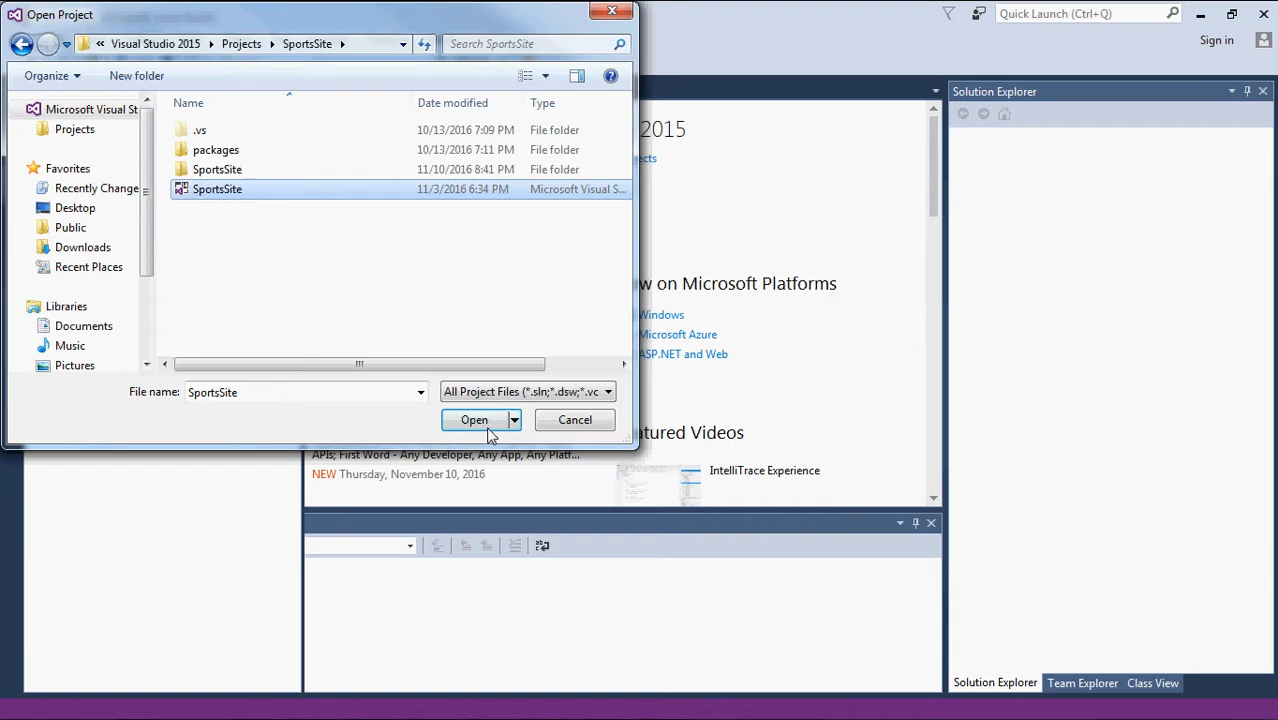 Open Project
Quick Launch (Ctrl+Q)
Sign in
« Visual Studio 2015 Projects SportsSite
Search SportsSite
Organize New folder
Name Date modified Type
.vs 10/13/2016 7:09 PM File folder
packages 10/13/2016 7:11 PM File folder
SportsSite 11/10/2016 8:41 PM File folder
SportsSite 11/3/2016 6:34 PM Microsoft Visual S...
Microsoft Visual St
Projects
Favorites
Recently Change
Desktop
Public
Downloads
Recent Places
Libraries
Documents
Music
Pictures
File name: SportsSite
All Project Files (*.sln;*.dsw;*.vc
Open Cancel
2015
ects
w on Microsoft Platforms
Windows
Microsoft Azure
ASP.NET and Web
atured Videos
APIs; First Word - Any Developer, Any App, Any Platf...
NEW Thursday, November 10, 2016
IntelliTrace Experience
Solution Explorer
Solution Explorer Team Explorer Class View